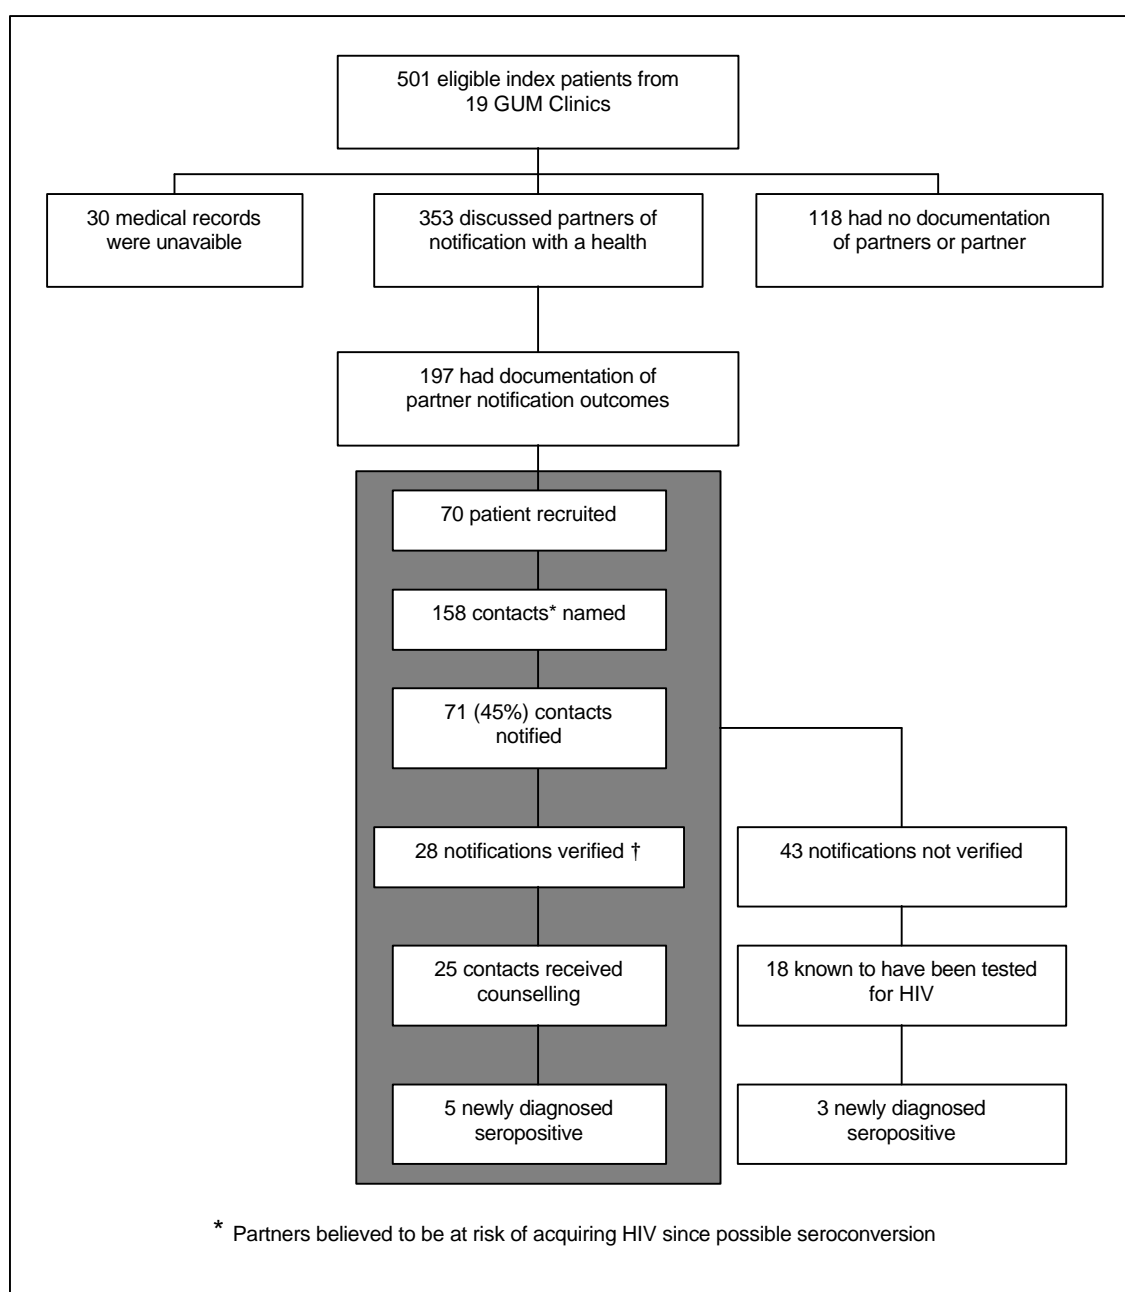 501 eligible index patients from
19 GUM Clinics
30 medical records
were unavaible
353 discussed partners of
notification with a health
118 had no documentation
of partners or partner
197 had documentation of
partner notification outcomes
70 patient recruited
158 contacts* named
71 (45%) contacts
notified
28 notifications verified †
43 notifications not verified
25 contacts received
counselling
18 known to have been tested
for HIV
5 newly diagnosed
seropositive
3 newly diagnosed
seropositive
* Partners believed to be at risk of acquiring HIV since possible seroconversion